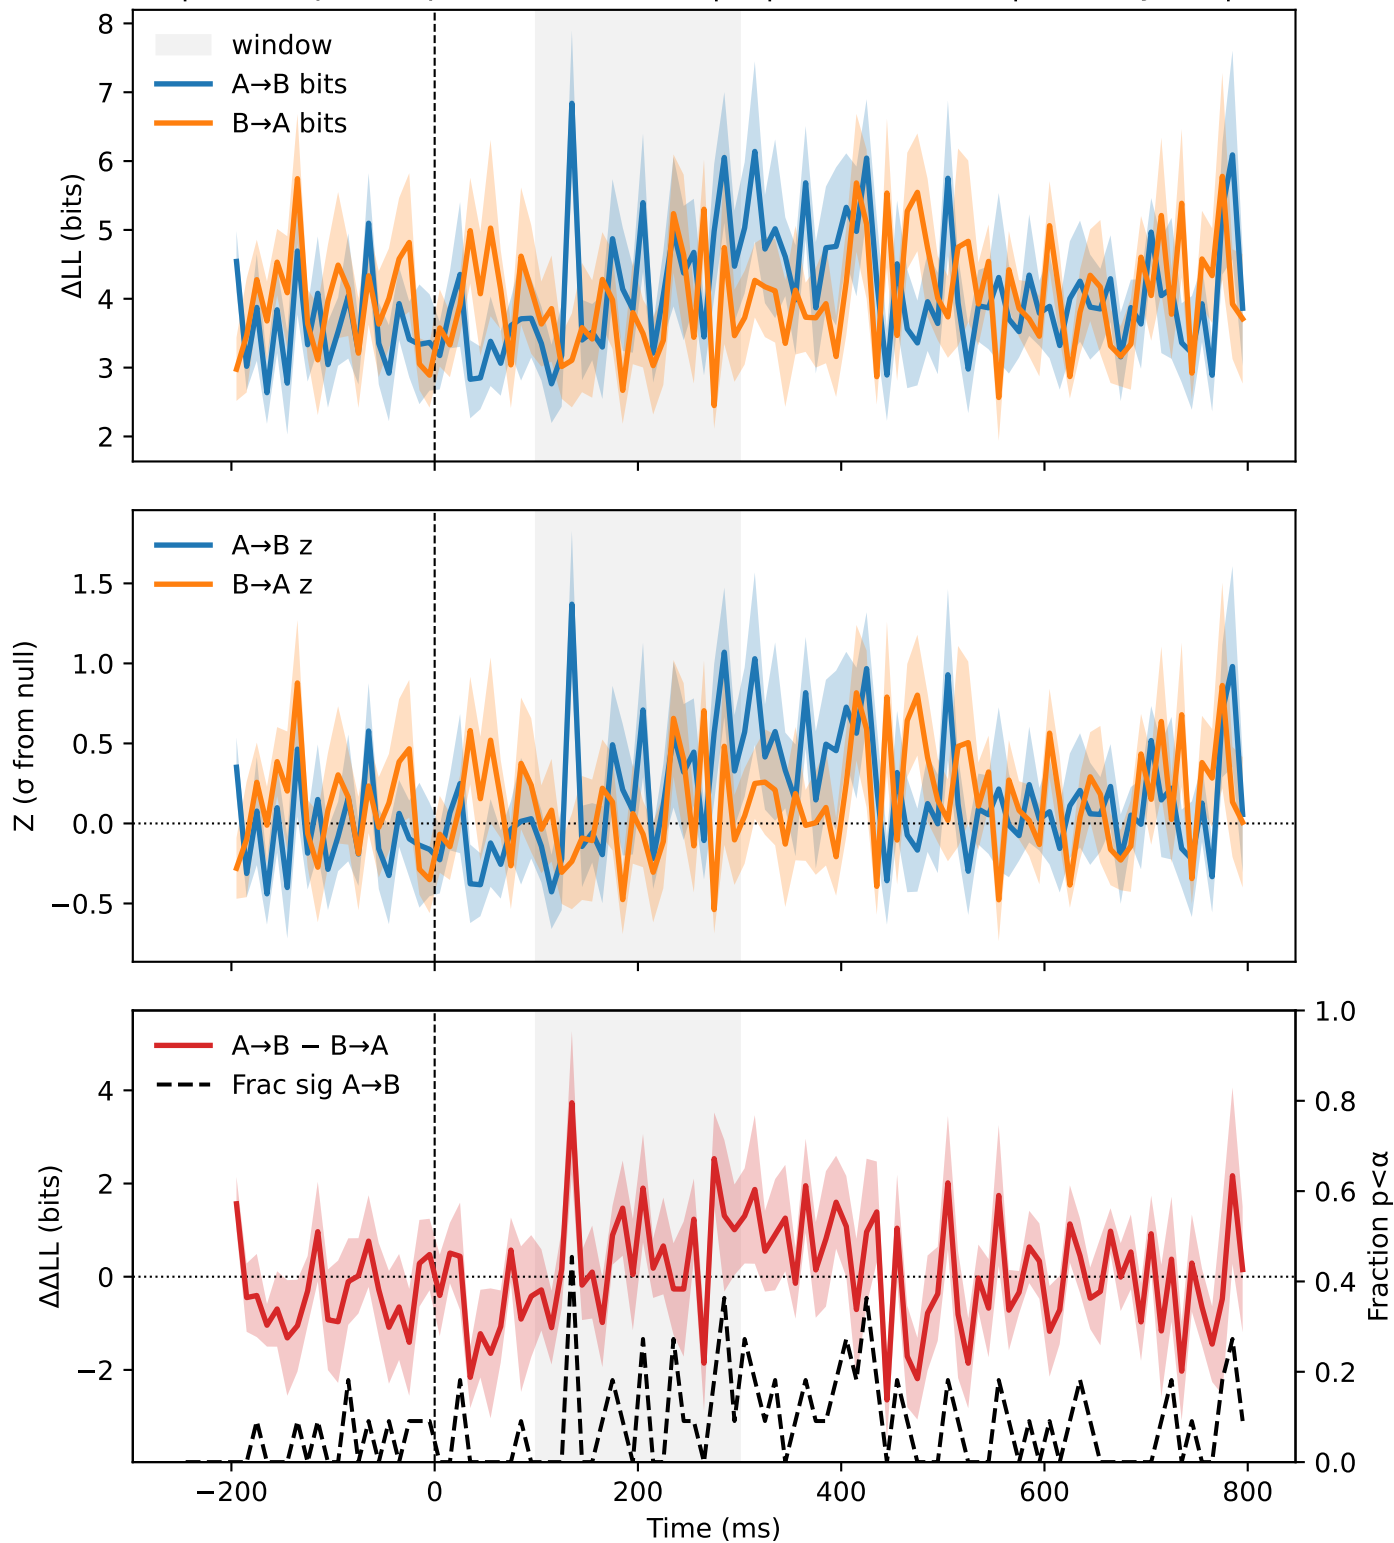 8
7
6
5
4
3
2
ΔLL (bits)
window
A→B bits
B→A bits
1.5
1.0
0.5
0.0
−0.5
Z (σ from null)
A→B z
B→A z
4
2
0
−2
ΔΔLL (bits)
A→B − B→A
Frac sig A→B
1.0
0.8
0.6
0.4
0.2
0.0
Fraction p<α
−200 0 200 400 600 800
Time (ms)